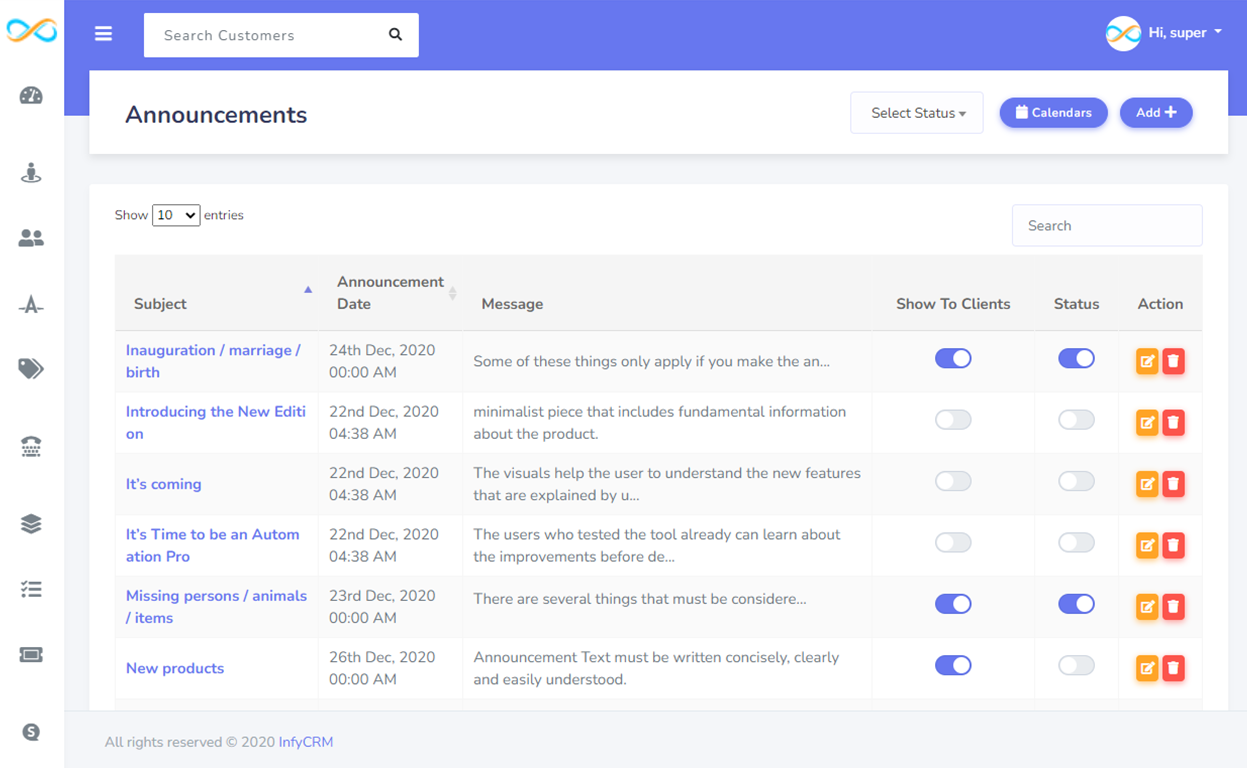 Search Customers
Hi, super
Announcements
Select Status
Calendars
Add
Show 10 entries
Search
Subject
Announcement
Date
Message
Show To Clients
Status
Action
Inauguration / marriage /
birth
24th Dec, 2020
00:00 AM
Some of these things only apply if you make the an...
Introducing the New Editi
on
22nd Dec, 2020
04:38 AM
minimalist piece that includes fundamental information
about the product.
It's coming
22nd Dec, 2020
04:38 AM
The visuals help the user to understand the new features
that are explained by u...
It's Time to be an Autom
ation Pro
22nd Dec, 2020
04:38 AM
The users who tested the tool already can learn about
the improvements before de...
Missing persons / animals
/ items
23rd Dec, 2020
00:00 AM
There are several things that must be considere...
New products
26th Dec, 2020
00:00 AM
Announcement Text must be written concisely, clearly
and easily understood.
All rights reserved © 2020 InfyCRM